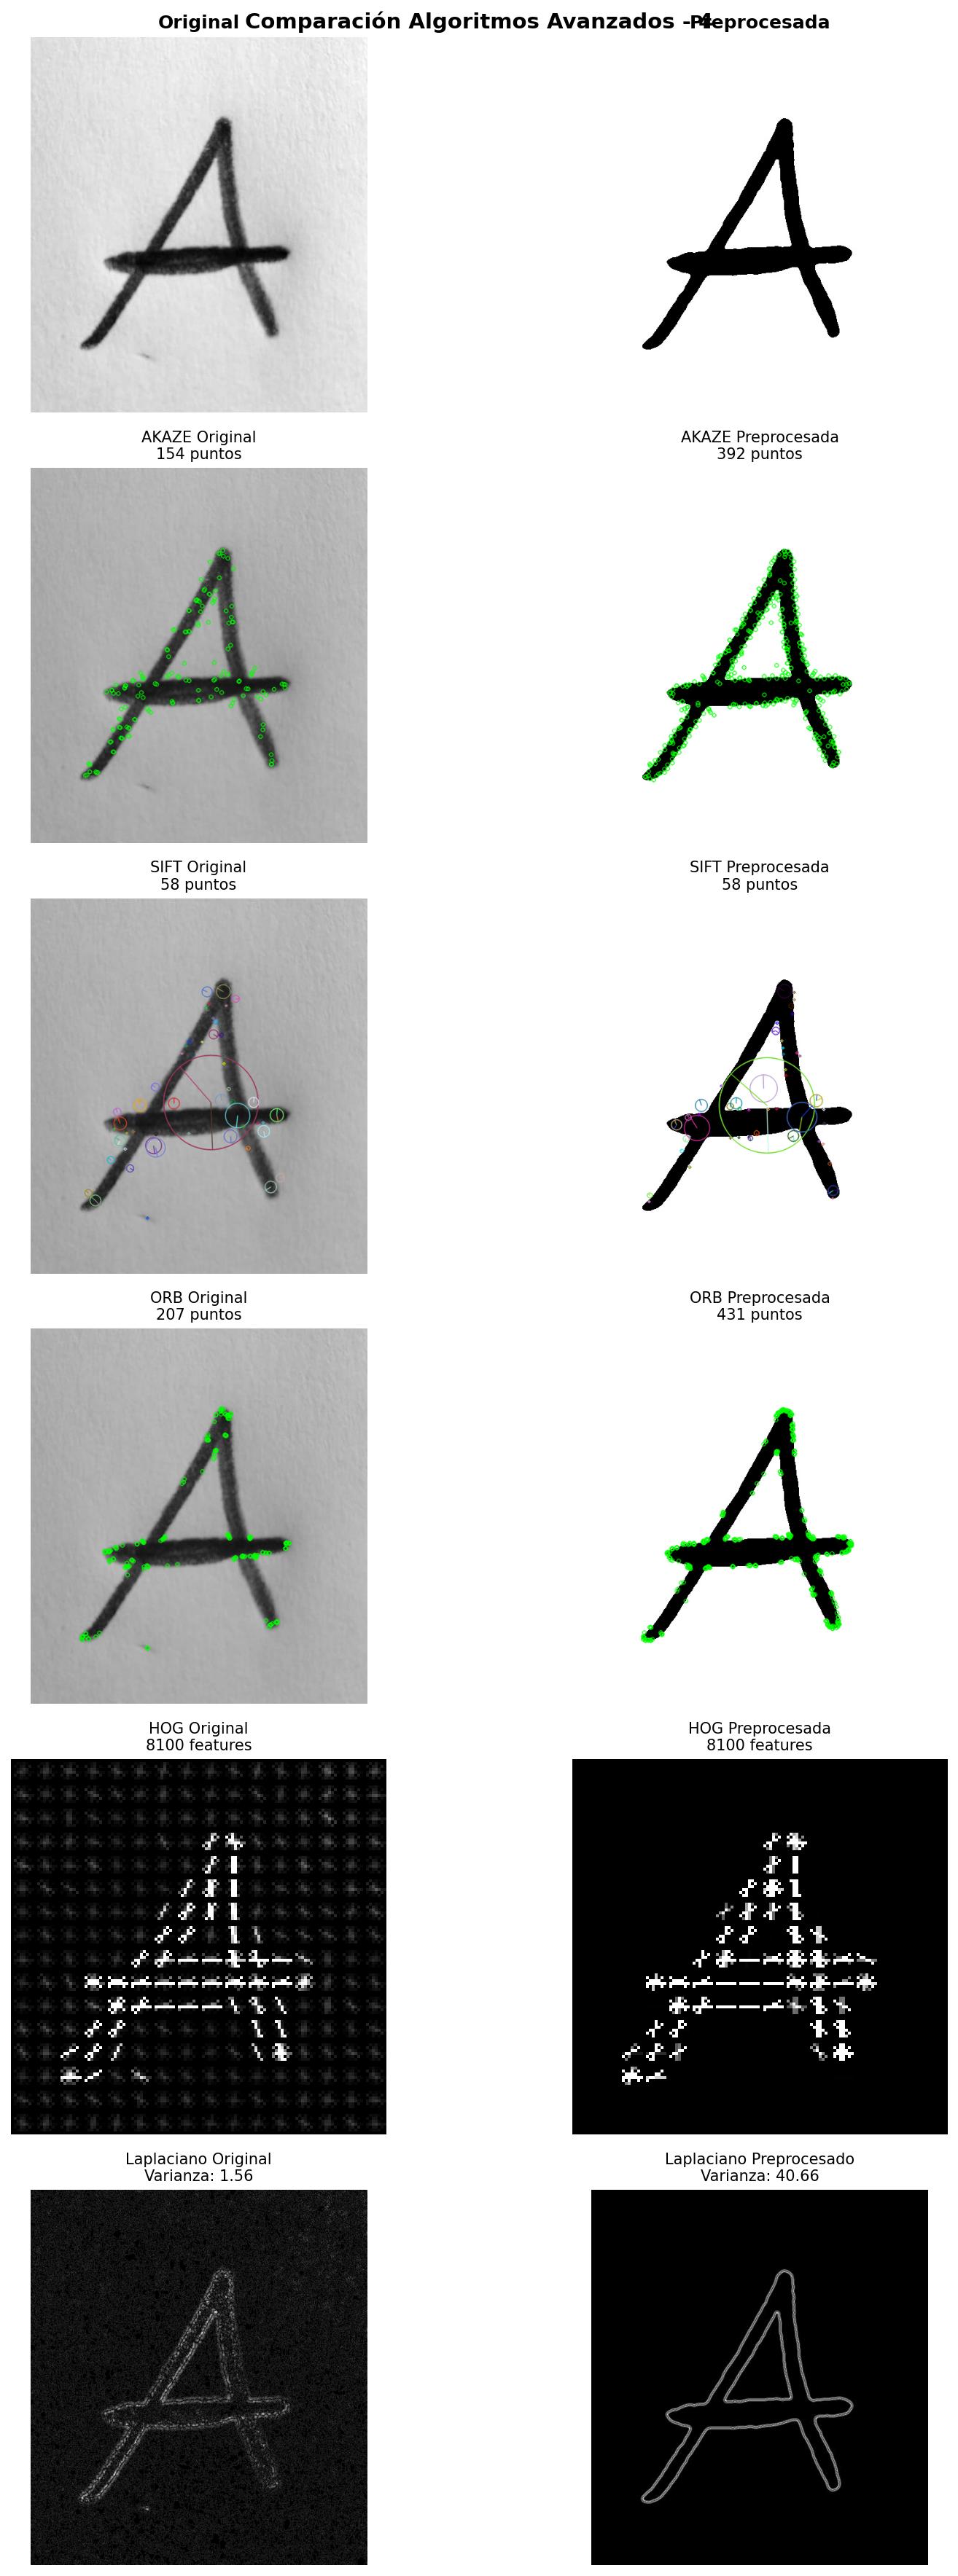 Comparación Algoritmos Avanzados - 4
Original
Preprocesada
A
A
AKAZE Original
154 puntos
AKAZE Preprocesada
392 puntos
A
A
SIFT Original
58 puntos
SIFT Preprocesada
58 puntos
A
A
ORB Original
207 puntos
ORB Preprocesada
431 puntos
A
A
HOG Original
8100 features
HOG Preprocesada
8100 features
A
A
Laplaciano Original
Varianza: 1.56
Laplaciano Preprocesado
Varianza: 40.66
A
A